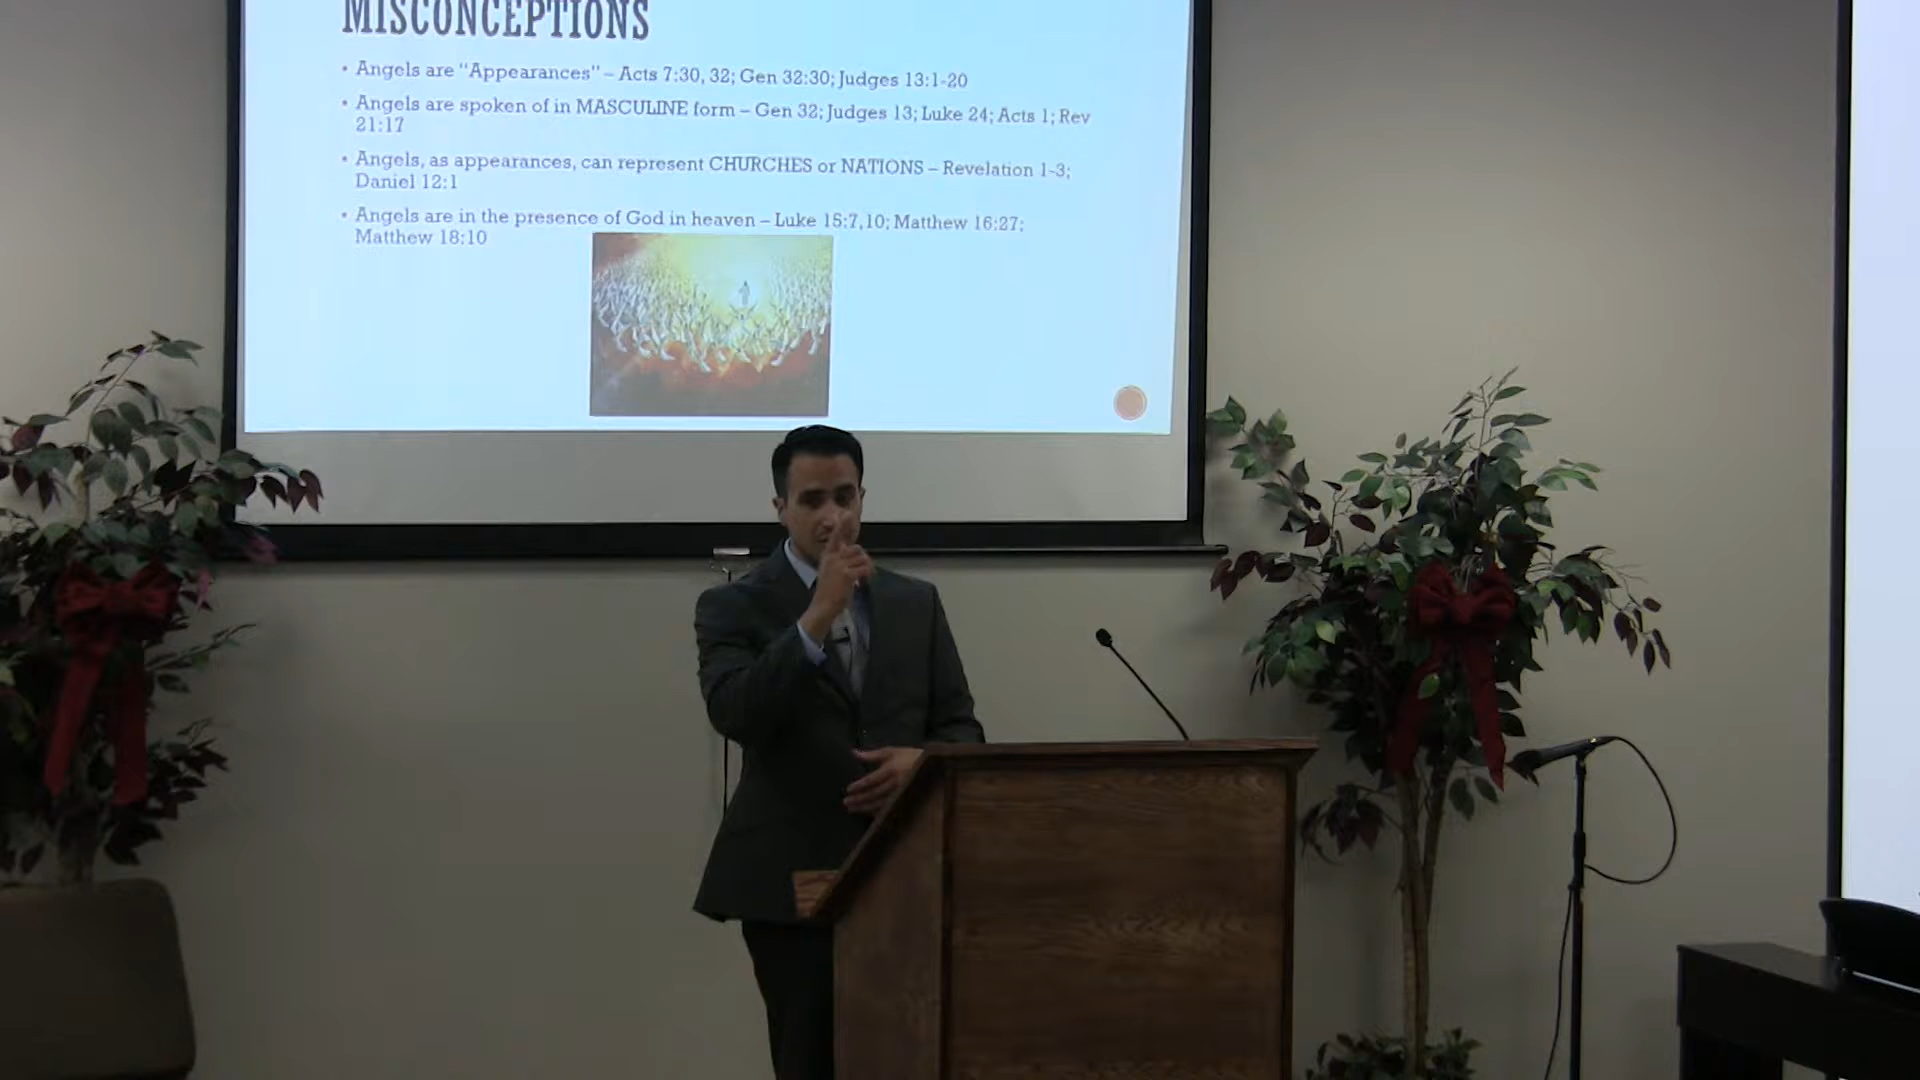 MISCONCEPTIONS
• Angels are "Appearances" – Acts 7:30, 32; Gen 32:30; Judges 13:1-20
• Angels are spoken of in MASCULINE form – Gen 32; Judges 13; Luke 24; Acts 1; Rev
21:17
• Angels, as appearances, can represent CHURCHES or NATIONS – Revelation 1-3;
Daniel 12:1
• Angels are in the presence of God in heaven – Luke 15:7,10; Matthew 16:27;
Matthew 18:10